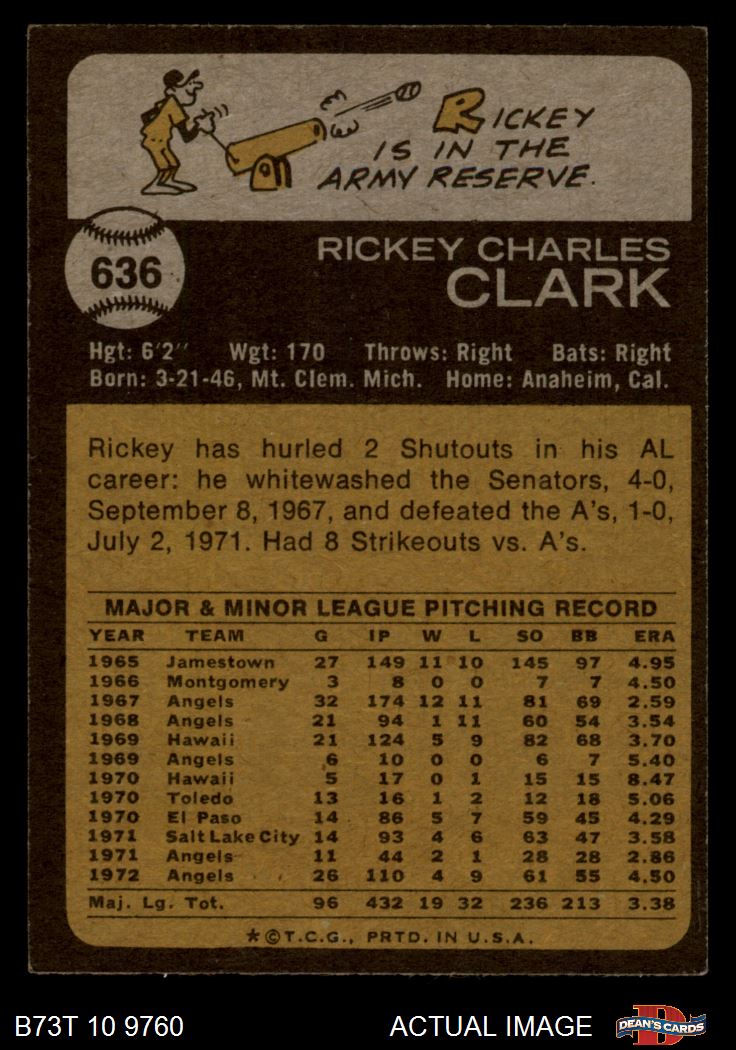 RICKEY
IS IN THE
ARMY RESERVE.
636
RICKEY CHARLES
CLARK
Hgt: 6'2" Wgt: 170 Throws: Right Bats: Right
Born: 3-21-46, Mt. Clem. Mich. Home: Anaheim, Cal.
Rickey has hurled 2 Shutouts in his AL
career: he whitewashed the Senators, 4-0,
September 8, 1967, and defeated the A's, 1-0,
July 2, 1971. Had 8 Strikeouts vs. A's.
MAJOR & MINOR LEAGUE PITCHING RECORD
YEAR TEAM G IP W L SO BB ERA
1965 Jamestown 27 149 11 10 145 97 4.95
1966 Montgomery 3 8 0 0 7 7 4.50
1967 Angels 32 174 12 11 81 69 2.59
1968 Angels 21 94 1 11 60 54 3.54
1969 Hawaii 21 124 5 9 82 68 3.70
1969 Angels 6 10 0 0 6 7 5.40
1970 Hawaii 5 17 0 1 15 15 8.47
1970 Toledo 13 16 1 2 12 18 5.06
1970 El Paso 14 86 5 7 59 45 4.29
1971 Salt Lake City 14 93 4 6 63 47 3.58
1971 Angels 11 44 2 1 28 28 2.86
1972 Angels 26 110 4 9 61 55 4.50
Maj. Lg. Tot. 96 432 19 32 236 213 3.38
*©T.C.G., PRTD. IN U.S.A.
B73T 10 9760 ACTUAL IMAGE D DEAN'S CARDS